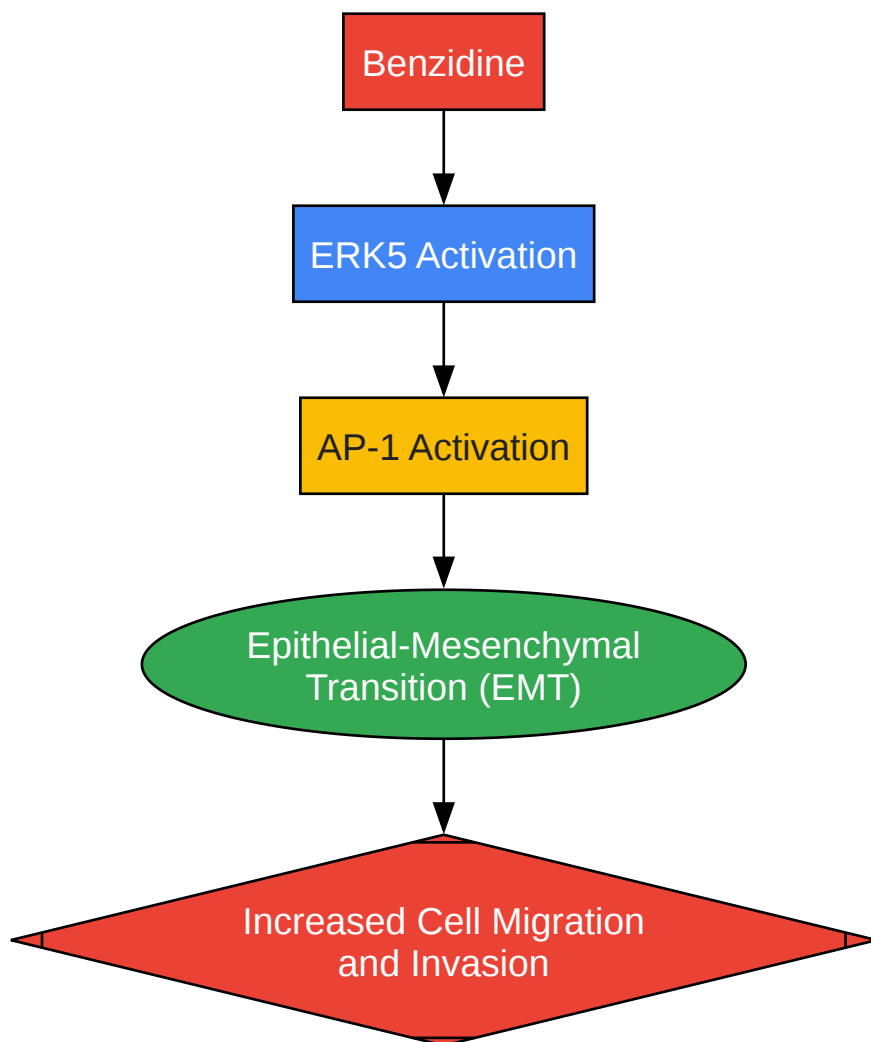 Benzidine
ERK5 Activation
AP-1 Activation
Epithelial-Mesenchymal
Transition (EMT)
Increased Cell Migration
and Invasion